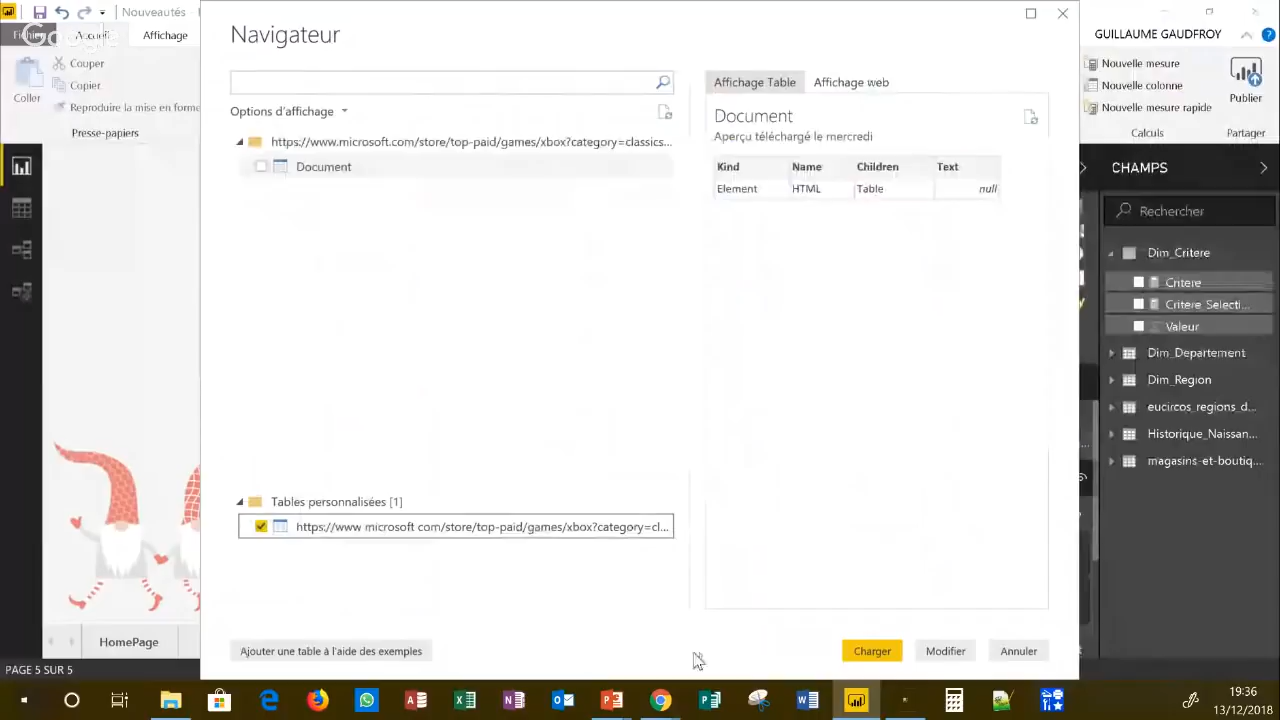 Nouveautés
Google
Accueil
Affichage
Couper
Copier
Coller
Reproduire la mise en forme
Presse-papiers
Navigateur
Options d'affichage
https://www.microsoft.com/store/top-paid/games/xbox?category=classics...
Document
Tables personnalisées [1]
https://www microsoft com/store/top-paid/games/xbox?category=cl...
Ajouter une table à l'aide des exemples
Affichage Table
Affichage web
Document
Aperçu téléchargé le mercredi
Kind Name Children Text
Element HTML Table null
Charger
Modifier
Annuler
GUILLAUME GAUDFROY
Nouvelle mesure
Nouvelle colonne
Nouvelle mesure rapide
Publier
Calculs
Partager
CHAMPS
Rechercher
Dim_Critere
Critere
Critere_Selecti...
Valeur
Dim_Departement
Dim_Region
eucircos_regions_d...
Historique_Naissan...
magasins-et-boutiq...
HomePage
PAGE 5 SUR 5
19:36
13/12/2018